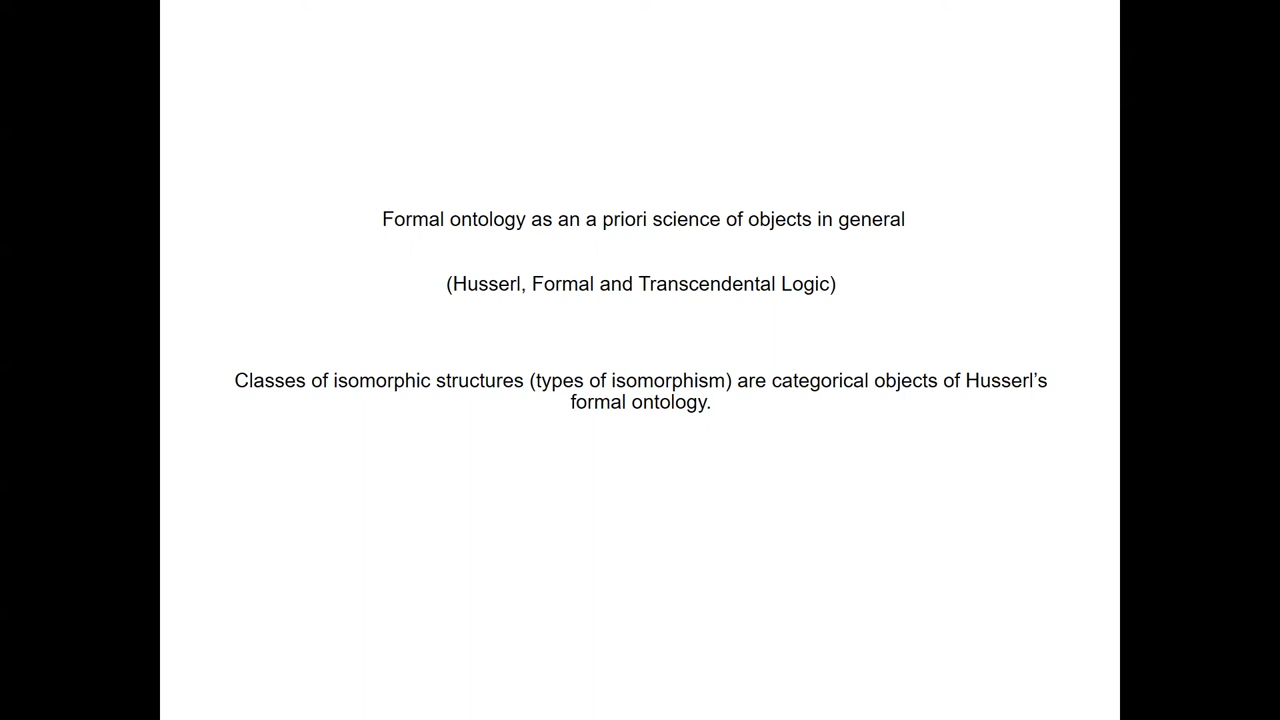 Formal ontology as an a priori science of objects in general
(Husserl, Formal and Transcendental Logic)
Classes of isomorphic structures (types of isomorphism) are categorical objects of Husserl’s
formal ontology.